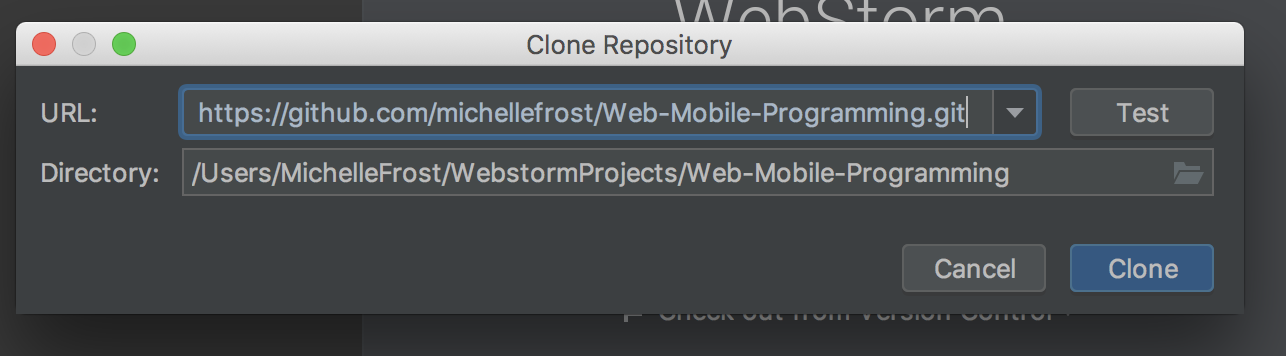 WebStorm
Clone Repository
URL: https://github.com/michellefrost/Web-Mobile-Programming.git Test
Directory: /Users/MichelleFrost/WebstormProjects/Web-Mobile-Programming
Cancel Clone
Check out from Version Control